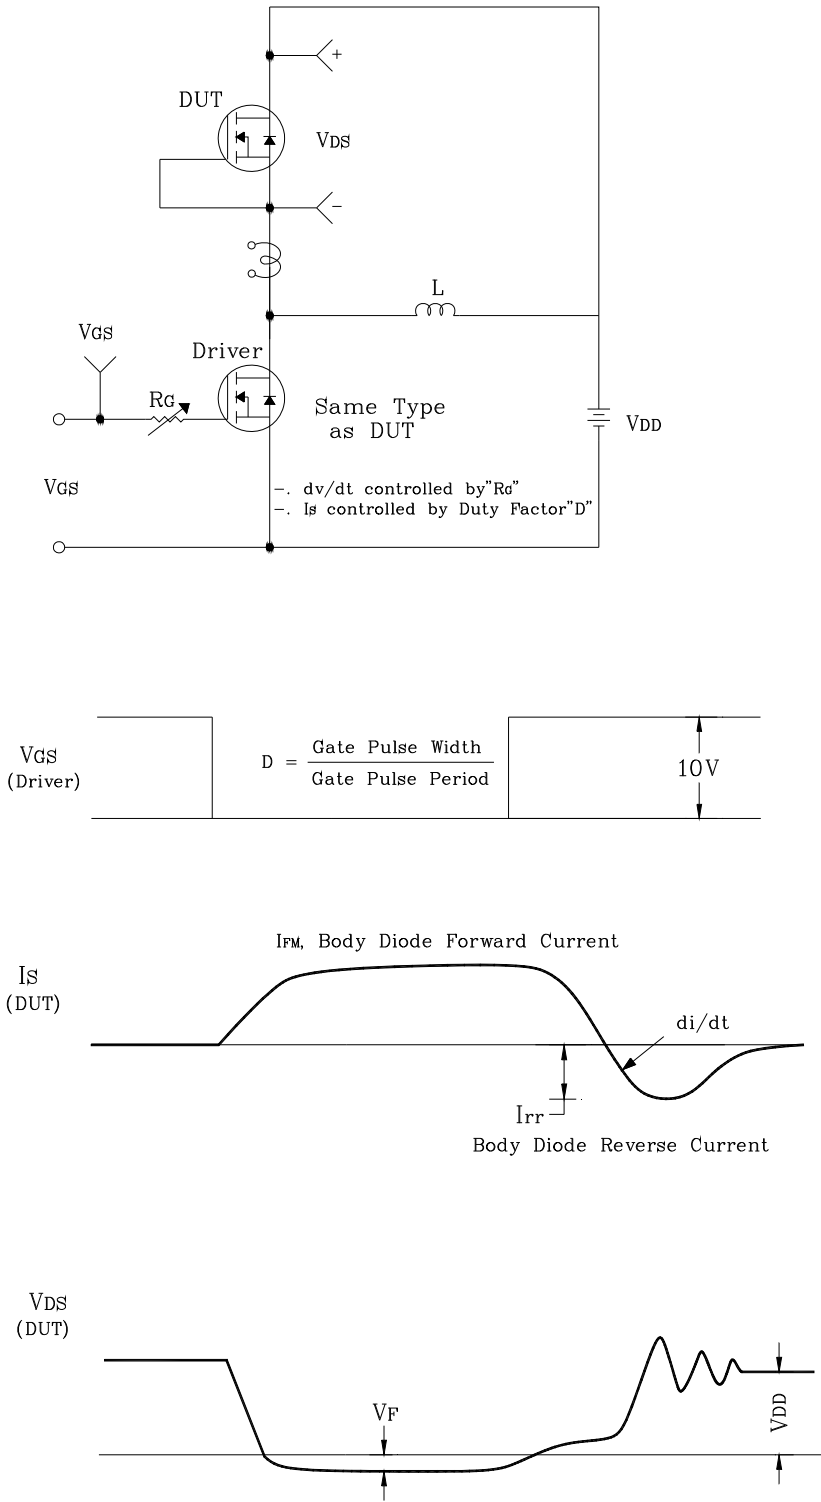 +
DUT
VDS
−
L
VGS
Driver
RG
Same Type
as DUT
VDD
VGS
−. dv/dt controlled by"RG"
−. Is controlled by Duty Factor"D"
VGS
(Driver)
D = Gate Pulse Width
Gate Pulse Period
10V
IFM, Body Diode Forward Current
IS
(DUT)
di/dt
Irr
Body Diode Reverse Current
VDS
(DUT)
VF
VDD